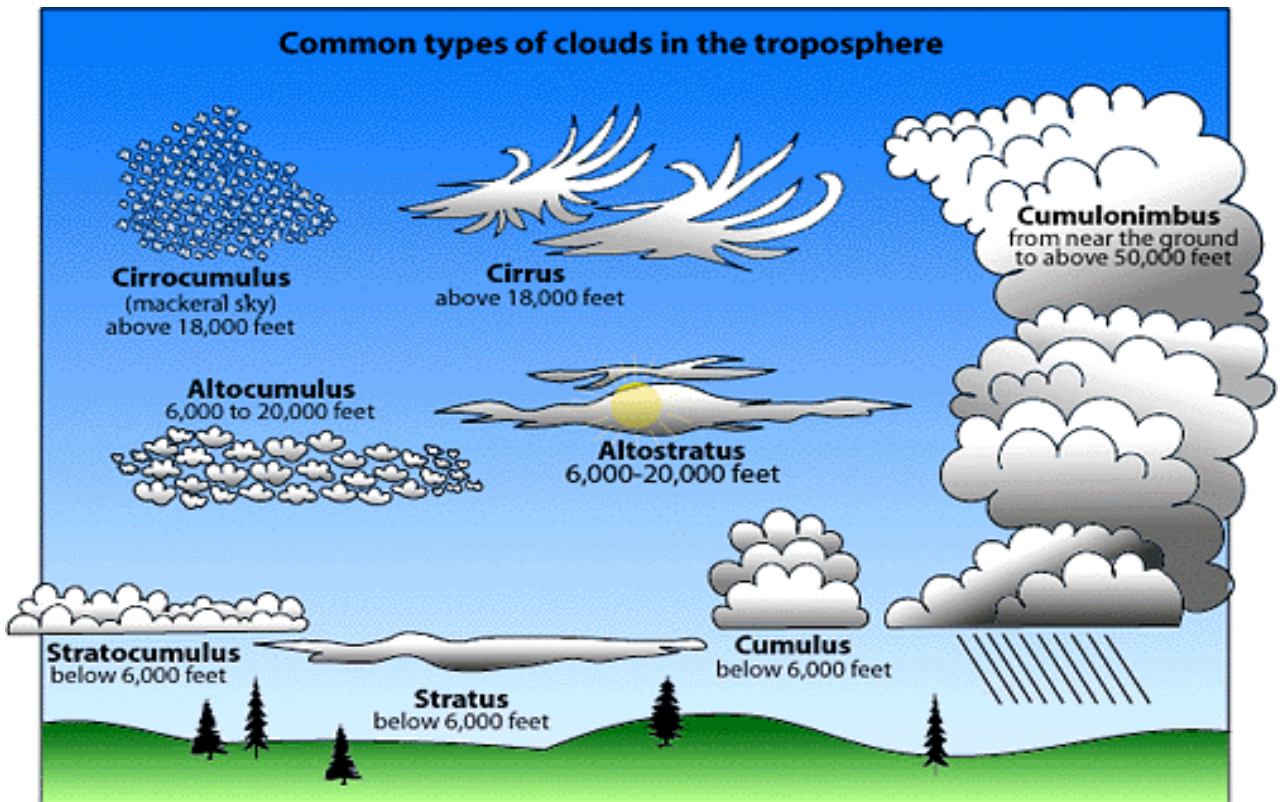 Common types of clouds in the troposphere
Cirrocumulus
(mackeral sky)
above 18,000 feet
Cirrus
above 18,000 feet
Cumulonimbus
from near the ground
to above 50,000 feet
Altocumulus
6,000 to 20,000 feet
Altostratus
6,000-20,000 feet
Stratocumulus
below 6,000 feet
Stratus
below 6,000 feet
Cumulus
below 6,000 feet